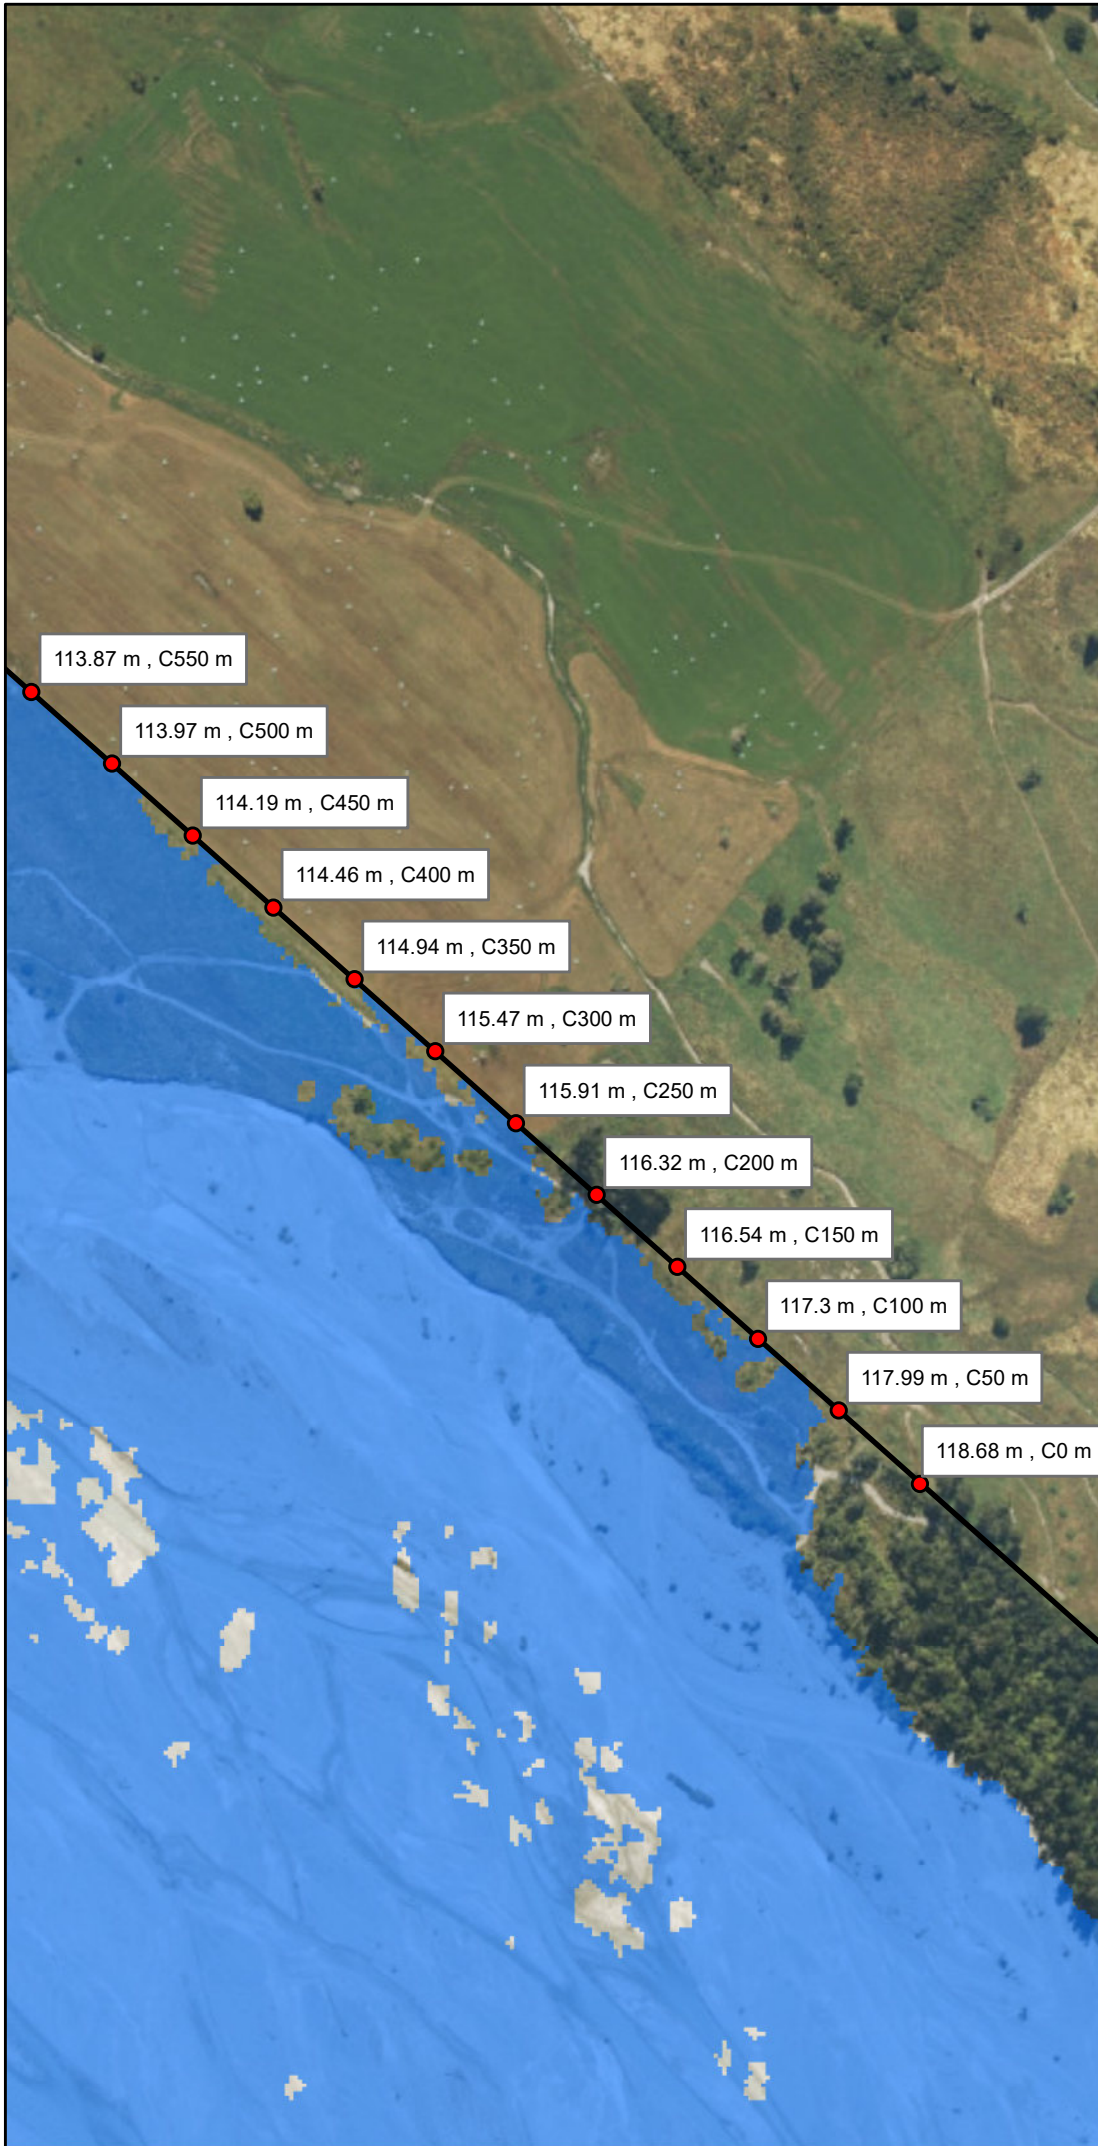 113.87 m , C550 m
113.97 m , C500 m
114.19 m , C450 m
114.46 m , C400 m
114.94 m , C350 m
115.47 m , C300 m
115.91 m , C250 m
116.32 m , C200 m
116.54 m , C150 m
117.3 m , C100 m
117.99 m , C50 m
118.68 m , C0 m